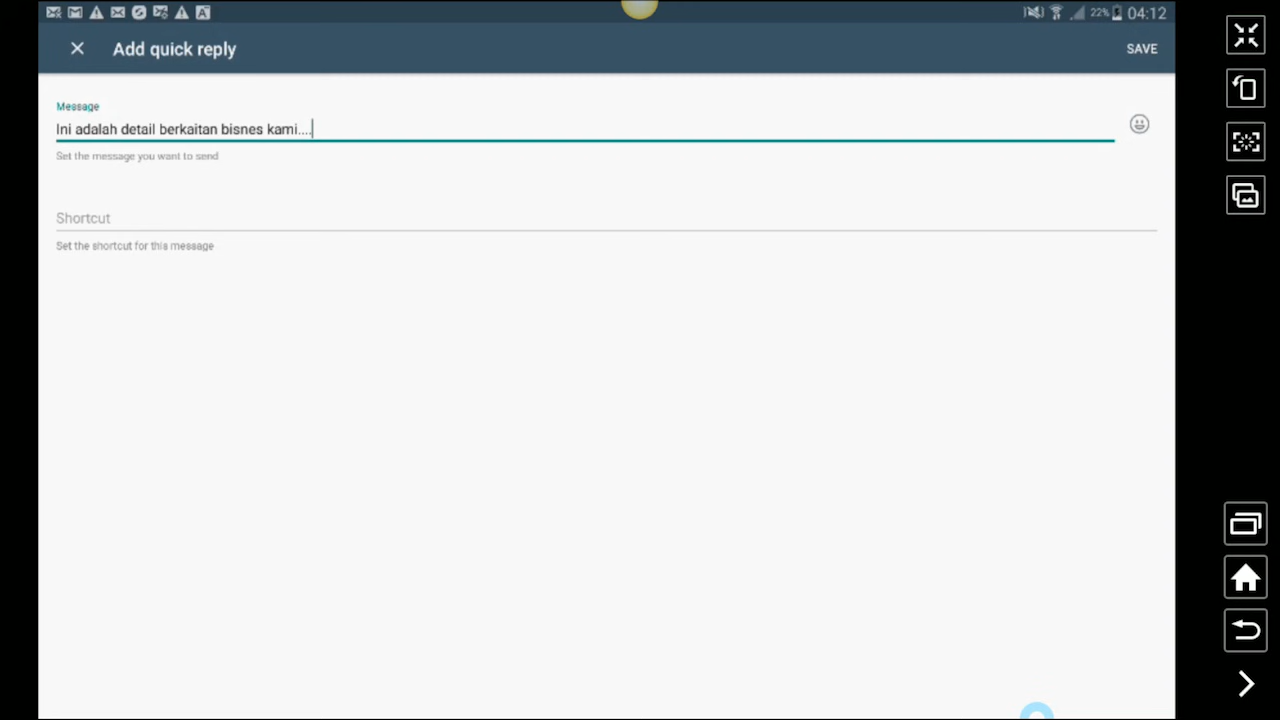 22% 04:12
Add quick reply
SAVE
Message
Ini adalah detail berkaitan bisnes kami....
Set the message you want to send
Shortcut
Set the shortcut for this message